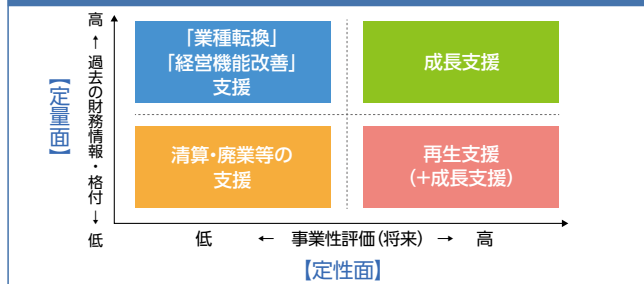 高
↑
過去の財務情報・格付
↓
低
【定量面】
「業種転換」
「経営機能改善」
支援
成長支援
清算・廃業等の
支援
再生支援
(+成長支援)
低 ← 事業性評価(将来) → 高
【定性面】